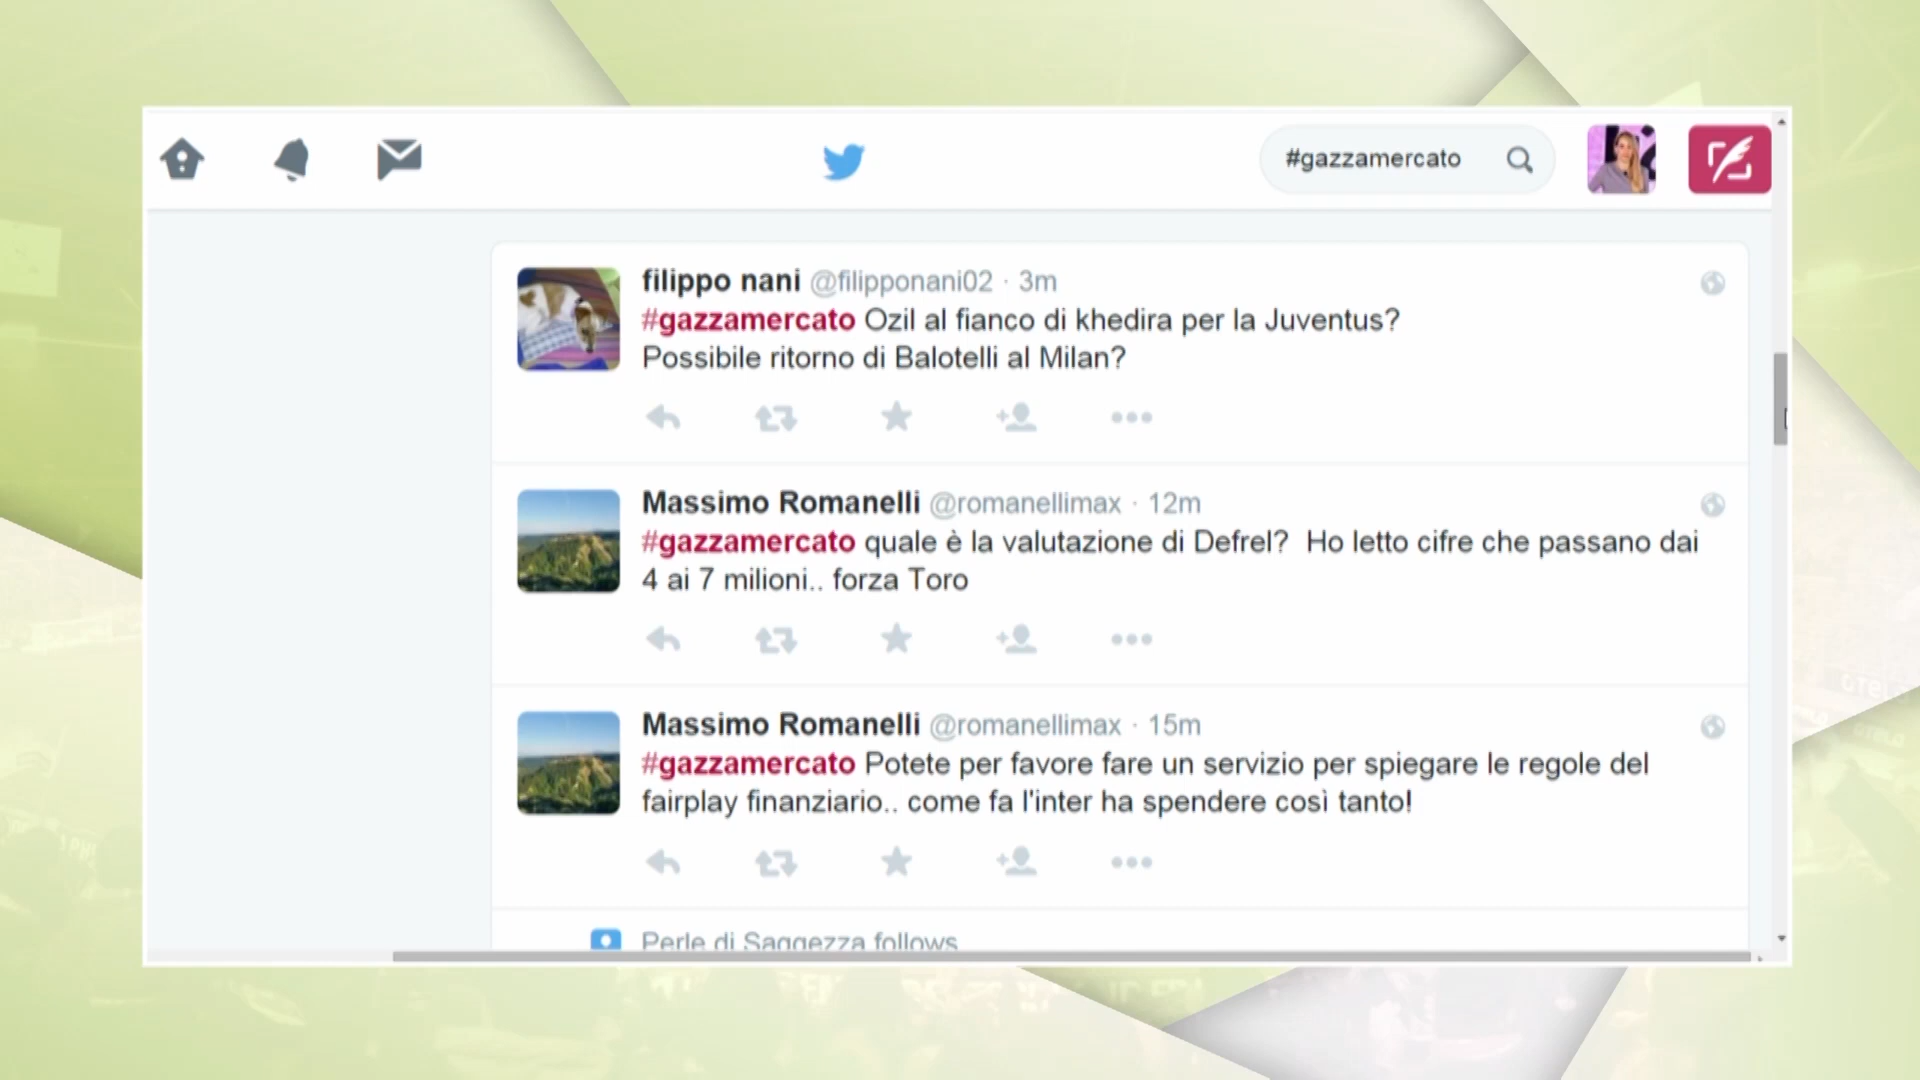 #gazzamercato
filippo nani @filipponani02 · 3m
#gazzamercato Ozil al fianco di khedira per la Juventus?
Possibile ritorno di Balotelli al Milan?
Massimo Romanelli @romanellimax · 12m
#gazzamercato quale è la valutazione di Defrel? Ho letto cifre che passano dai
4 ai 7 milioni.. forza Toro
Massimo Romanelli @romanellimax · 15m
#gazzamercato Potete per favore fare un servizio per spiegare le regole del
fairplay finanziario.. come fa l'inter ha spendere così tanto!
Perle di Saggezza follows